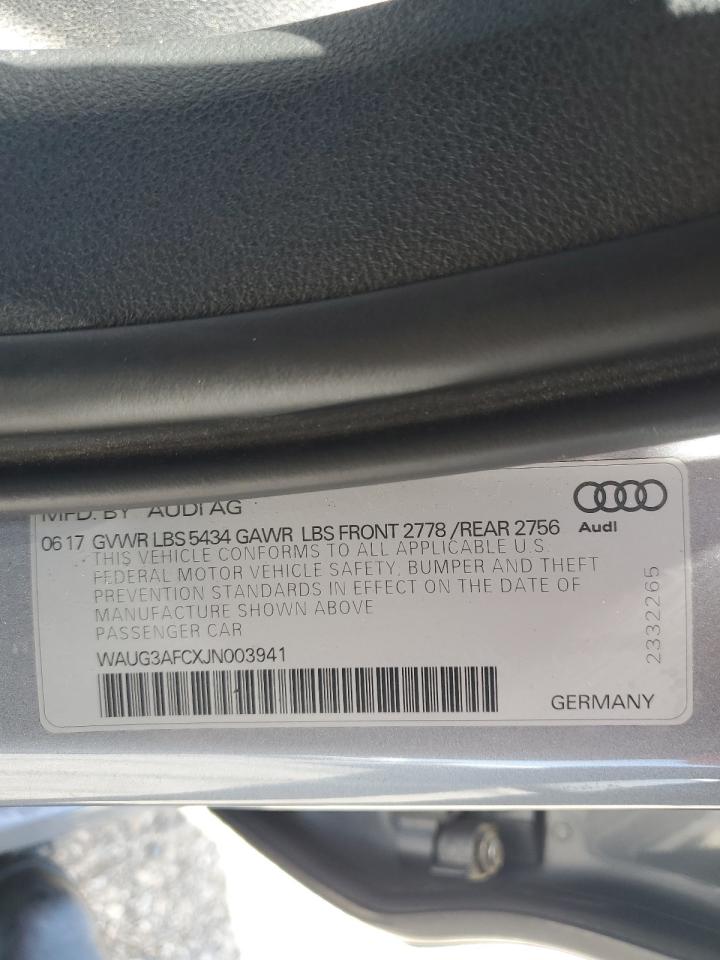 MFD. BY AUDI AG
06 17 GVWR LBS 5434 GAWR LBS FRONT 2778 /REAR 2756
Audi
THIS VEHICLE CONFORMS TO ALL APPLICABLE U.S.
FEDERAL MOTOR VEHICLE SAFETY, BUMPER AND THEFT
PREVENTION STANDARDS IN EFFECT ON THE DATE OF
MANUFACTURE SHOWN ABOVE
PASSENGER CAR
WAUG3AFCXJN003941
GERMANY
2332265